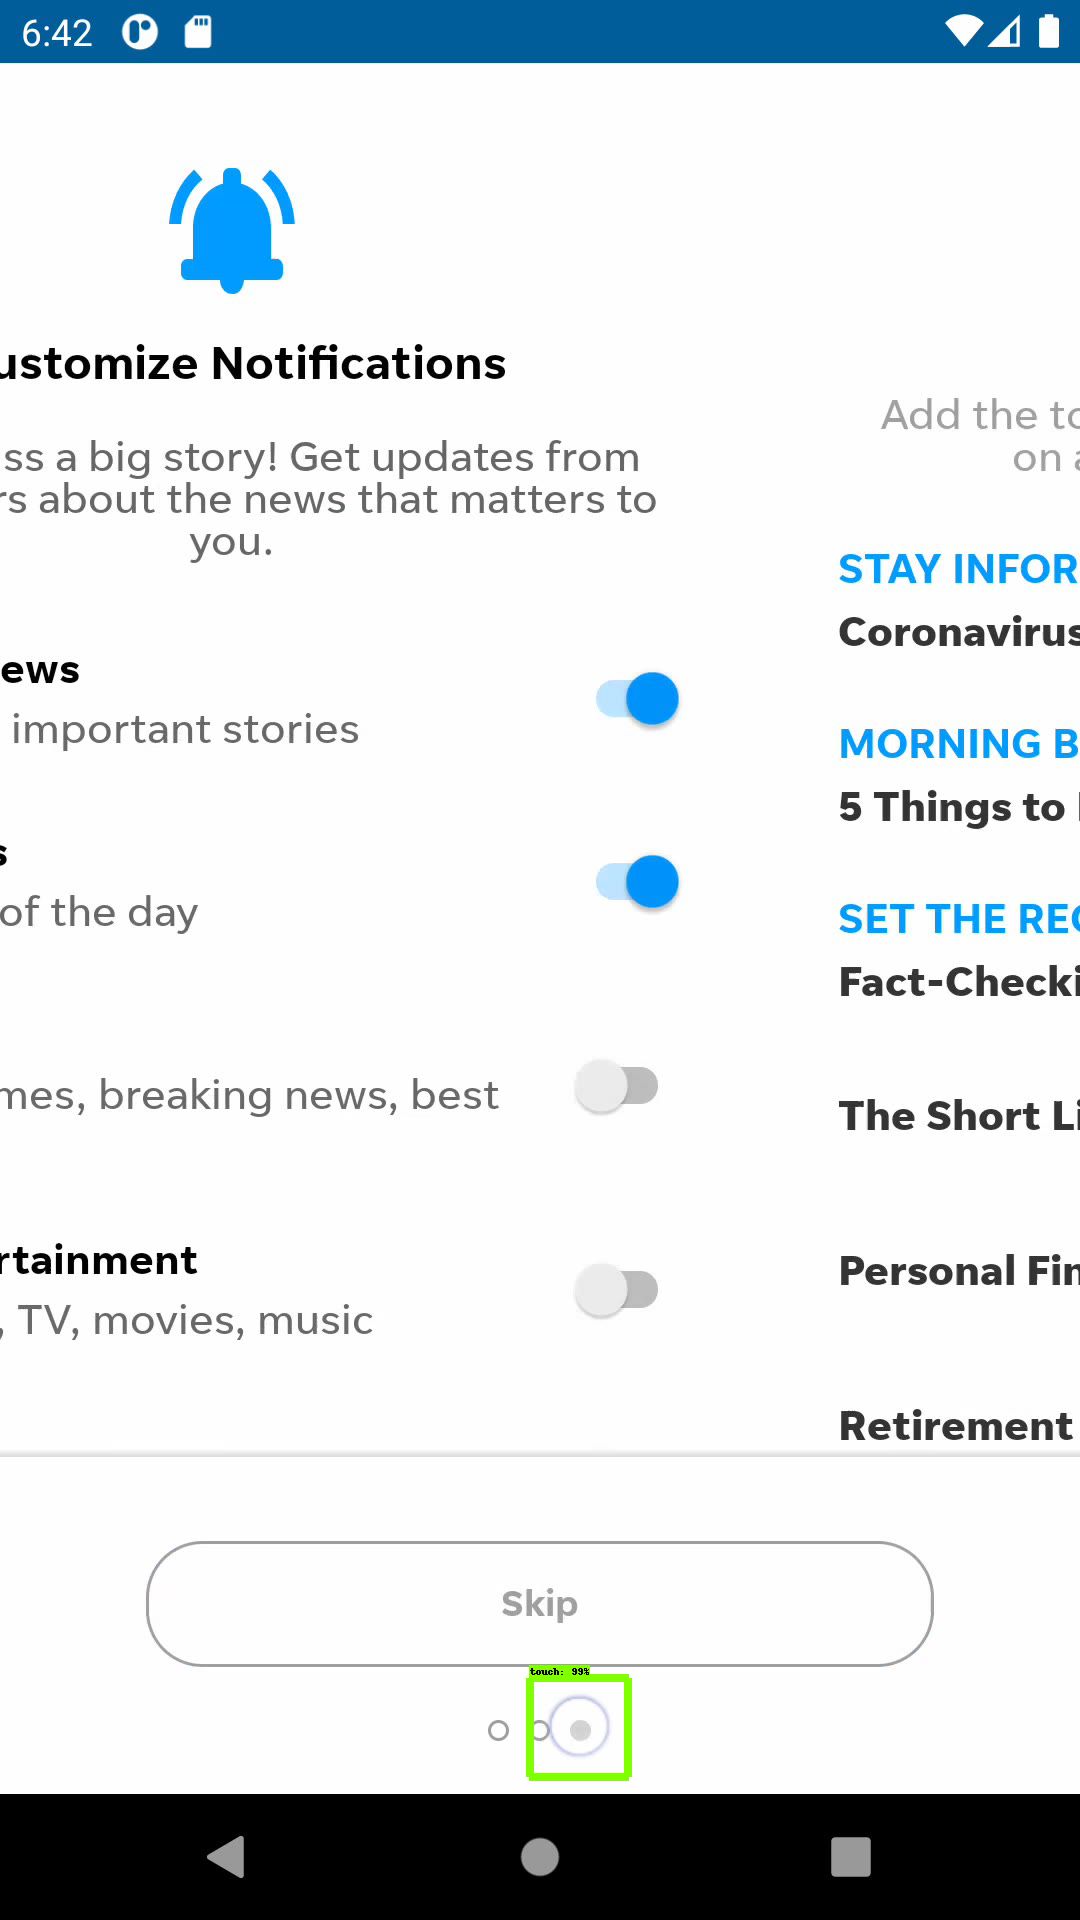 6:42
ustomize Notifications
ss a big story! Get updates from
rs about the news that matters to
you.
ews
important stories
s
of the day
mes, breaking news, best
rtainment
, TV, movies, music
Add the to
on a
STAY INFOR
Coronavirus
MORNING B
5 Things to
SET THE REC
Fact-Checki
The Short Li
Personal Fin
Retirement
Skip
touch: 99%